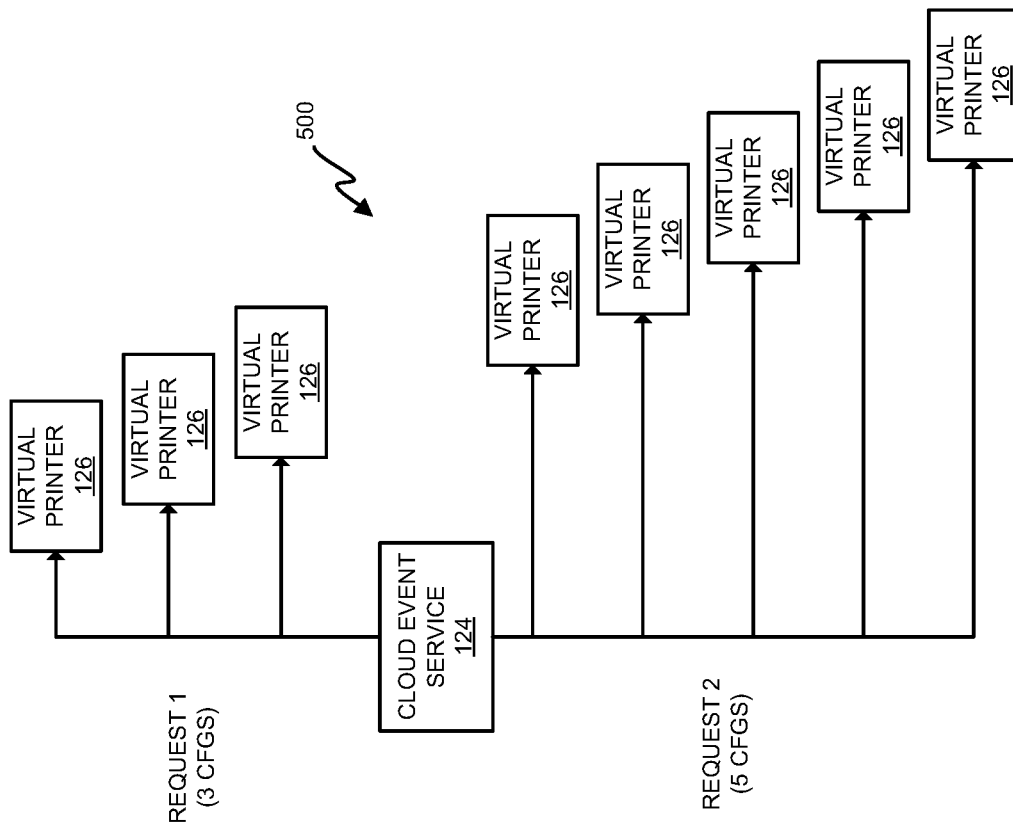 500
REQUEST 1
(3 CFGS)
VIRTUAL
PRINTER
126
VIRTUAL
PRINTER
126
VIRTUAL
PRINTER
126
CLOUD EVENT
SERVICE
124
REQUEST 2
(5 CFGS)
VIRTUAL
PRINTER
126
VIRTUAL
PRINTER
126
VIRTUAL
PRINTER
126
VIRTUAL
PRINTER
126
VIRTUAL
PRINTER
126